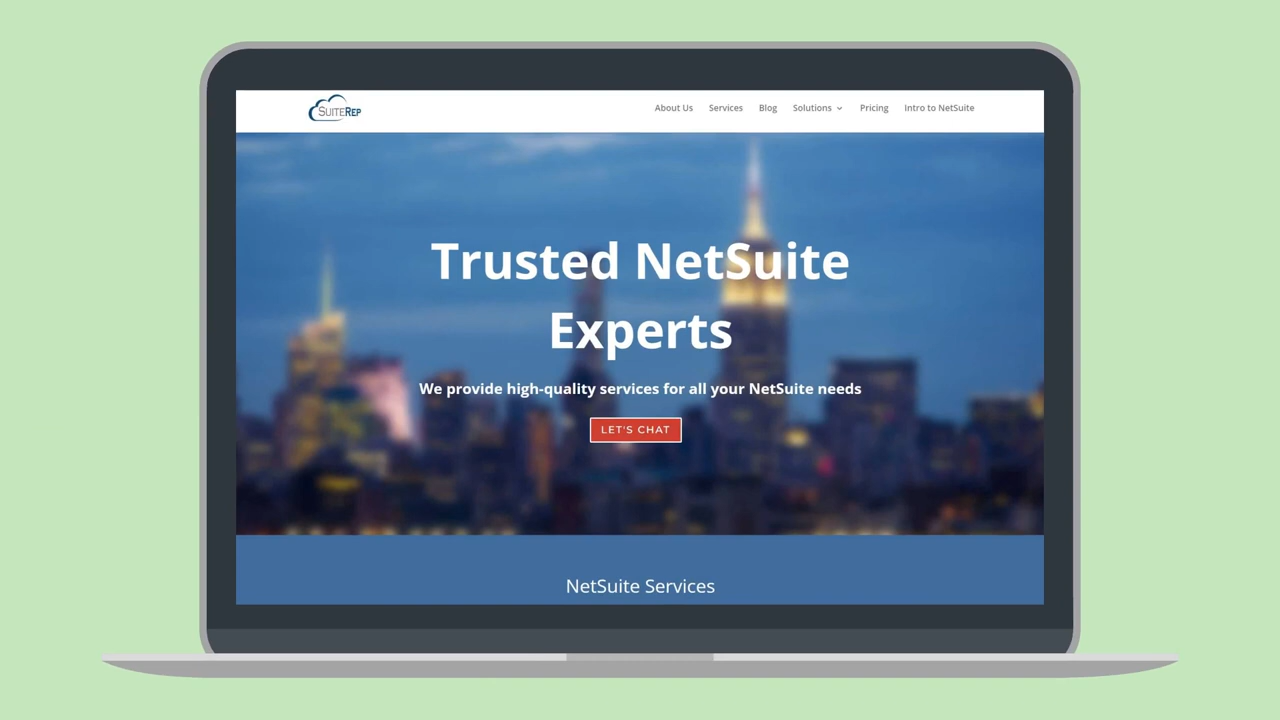 SUITEREP
About Us
Services
Blog
Solutions
Pricing
Intro to NetSuite
Trusted NetSuite
Experts
We provide high-quality services for all your NetSuite needs
LET'S CHAT
NetSuite Services